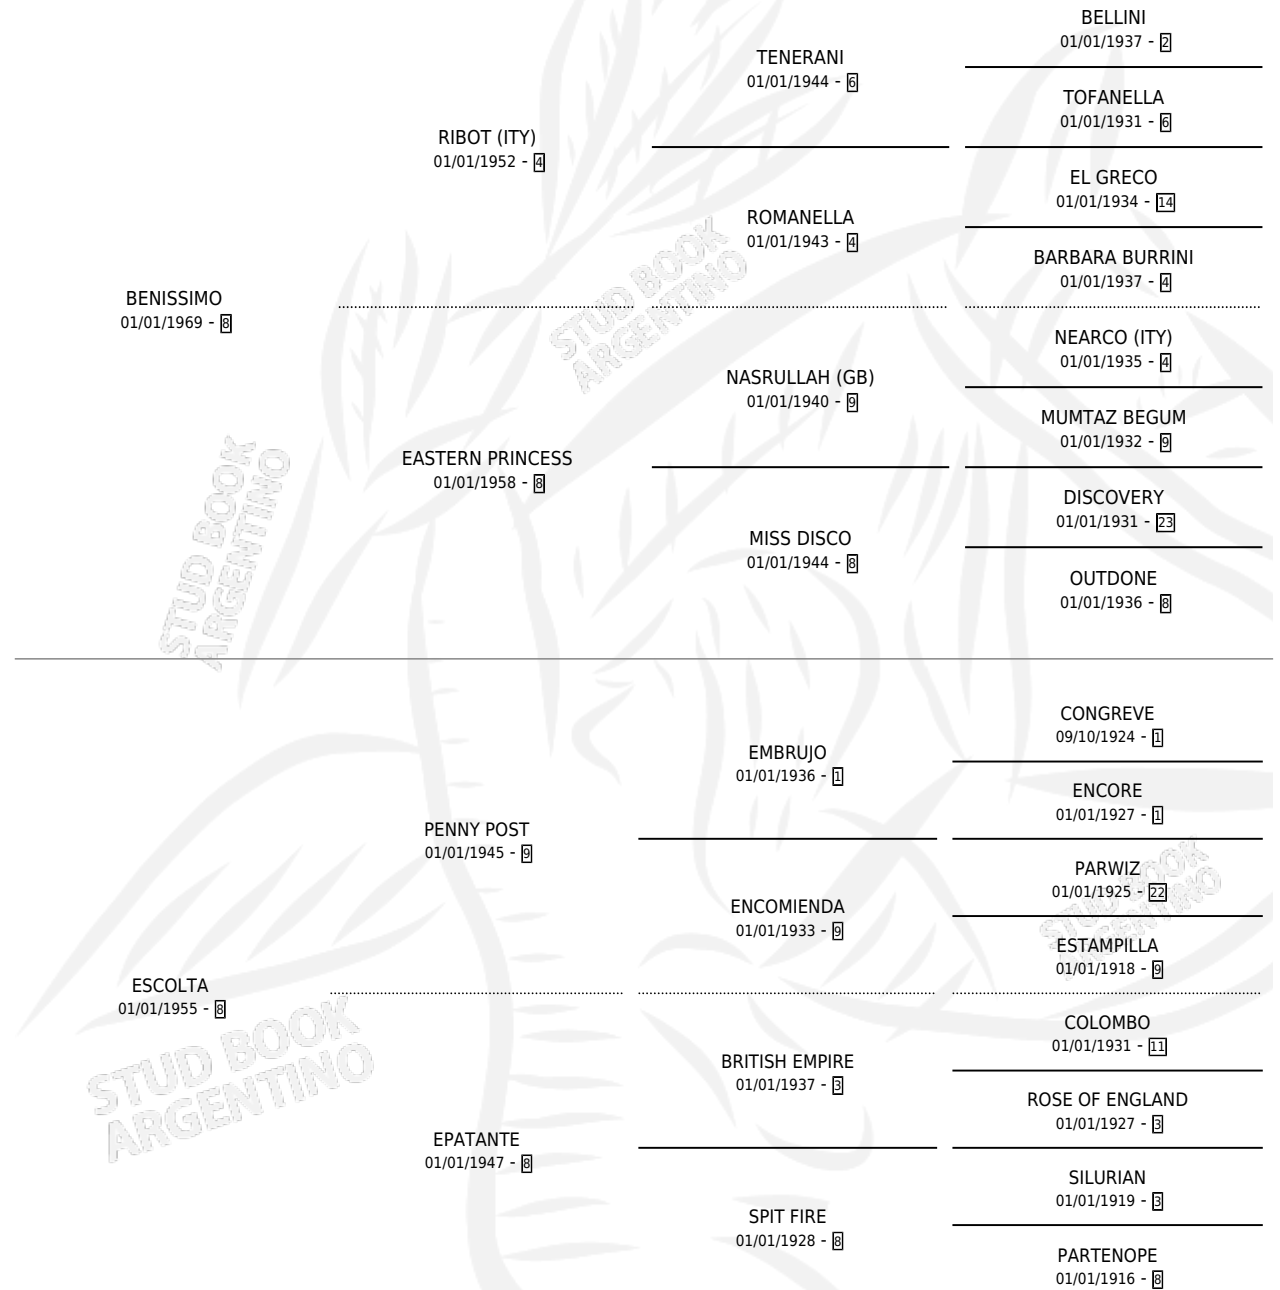 BELLINI
01/01/1937 - 2
TENERANI
01/01/1944 - 6
TOFANELLA
01/01/1931 - 6
RIBOT (ITY)
01/01/1952 - 4
EL GRECO
01/01/1934 - 14
ROMANELLA
01/01/1943 - 4
BARBARA BURRINI
01/01/1937 - 4
BENISSIMO
01/01/1969 - 8
NEARCO (ITY)
01/01/1935 - 4
NASRULLAH (GB)
01/01/1940 - 9
MUMTAZ BEGUM
01/01/1932 - 9
EASTERN PRINCESS
01/01/1958 - 8
DISCOVERY
01/01/1931 - 23
MISS DISCO
01/01/1944 - 8
OUTDONE
01/01/1936 - 8
STUD BOOK
ARGENTINO
STUD BOOK
ARGENTINO
CONGREVE
09/10/1924 - 1
EMBRUJO
01/01/1936 - 1
ENCORE
01/01/1927 - 1
PENNY POST
01/01/1945 - 9
PARWIZ
01/01/1925 - 22
ENCOMIENDA
01/01/1933 - 9
ESTAMPILLA
01/01/1918 - 9
ESCOLTA
01/01/1955 - 8
COLOMBO
01/01/1931 - 11
BRITISH EMPIRE
01/01/1937 - 3
ROSE OF ENGLAND
01/01/1927 - 3
EPATANTE
01/01/1947 - 8
SILURIAN
01/01/1919 - 3
SPIT FIRE
01/01/1928 - 8
PARTENOPE
01/01/1916 - 8
STUD BOOK
ARGENTINO
STUD BOOK
ARGENTINO